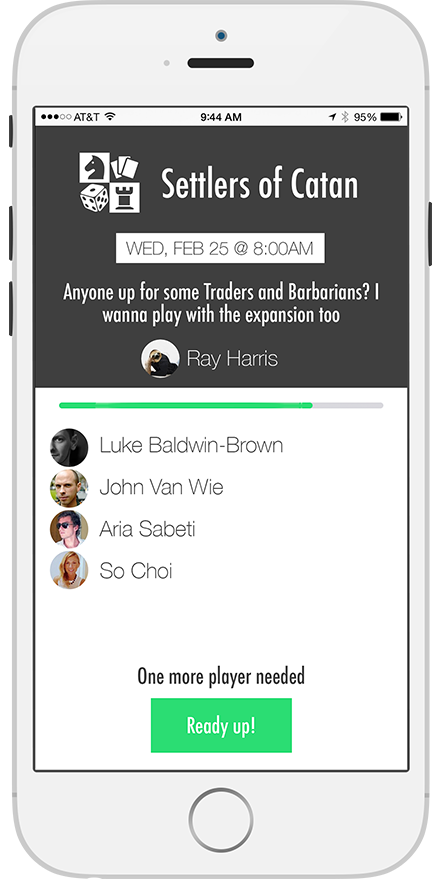 ●●●○○ AT&T 9:44 AM 95%
Settlers of Catan
WED, FEB 25 @ 8:00AM
Anyone up for some Traders and Barbarians? I
wanna play with the expansion too
Ray Harris
Luke Baldwin-Brown
John Van Wie
Aria Sabeti
So Choi
One more player needed
Ready up!